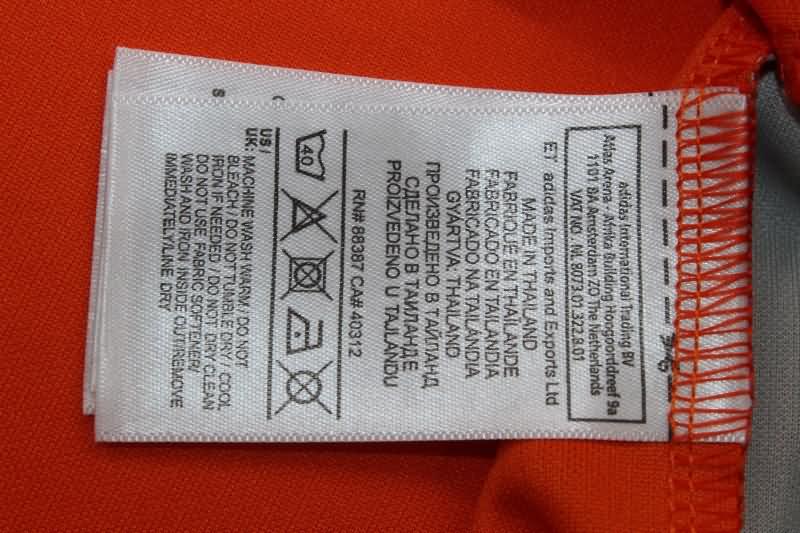 adidas International Trading BV
Atlas Arena - Afrika Building Hoogoorddreef 9a
1101 BA Amsterdam ZO The Netherlands
VAT NO. NL 8073.01.322.B.01
ET adidas Imports and Exports Ltd
MADE IN THAILAND
FABRIQUE EN THAÏLANDE
FABRICADO EN TAILANDIA
FABRICADO NA TAILÂNDIA
GYÁRTVA: THAILAND
ПРОИЗВЕДЕНО В ТАЙЛАНД
СДЕЛАНО В ТАИЛАНДЕ
PROIZVEDENO U TAJLANDU
RN# 88387 CA# 40312
40
US /
UK: MACHINE WASH WARM / DO NOT
BLEACH / DO NOT TUMBLE DRY / COOL
IRON IF NEEDED / DO NOT DRY CLEAN
DO NOT USE FABRIC SOFTENER/
WASH AND IRON INSIDE OUT/REMOVE
IMMEDIATELY/LINE DRY